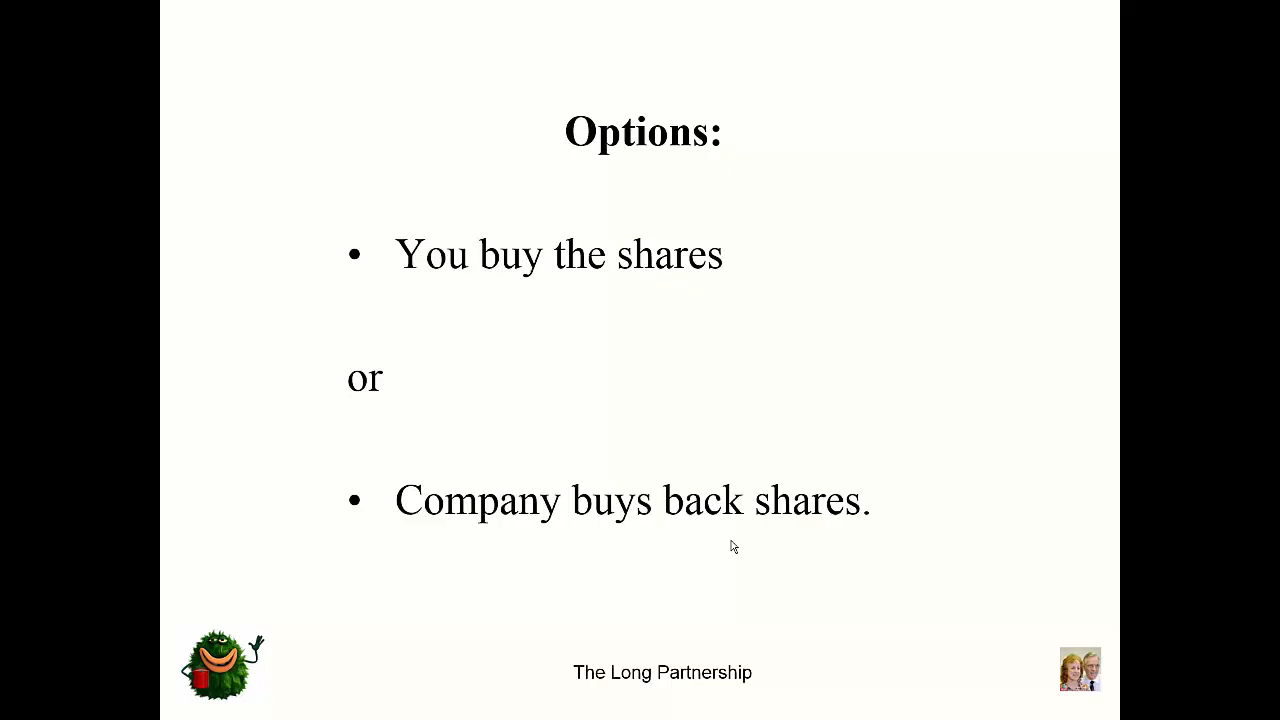 Options:
• You buy the shares
or
• Company buys back shares.
The Long Partnership